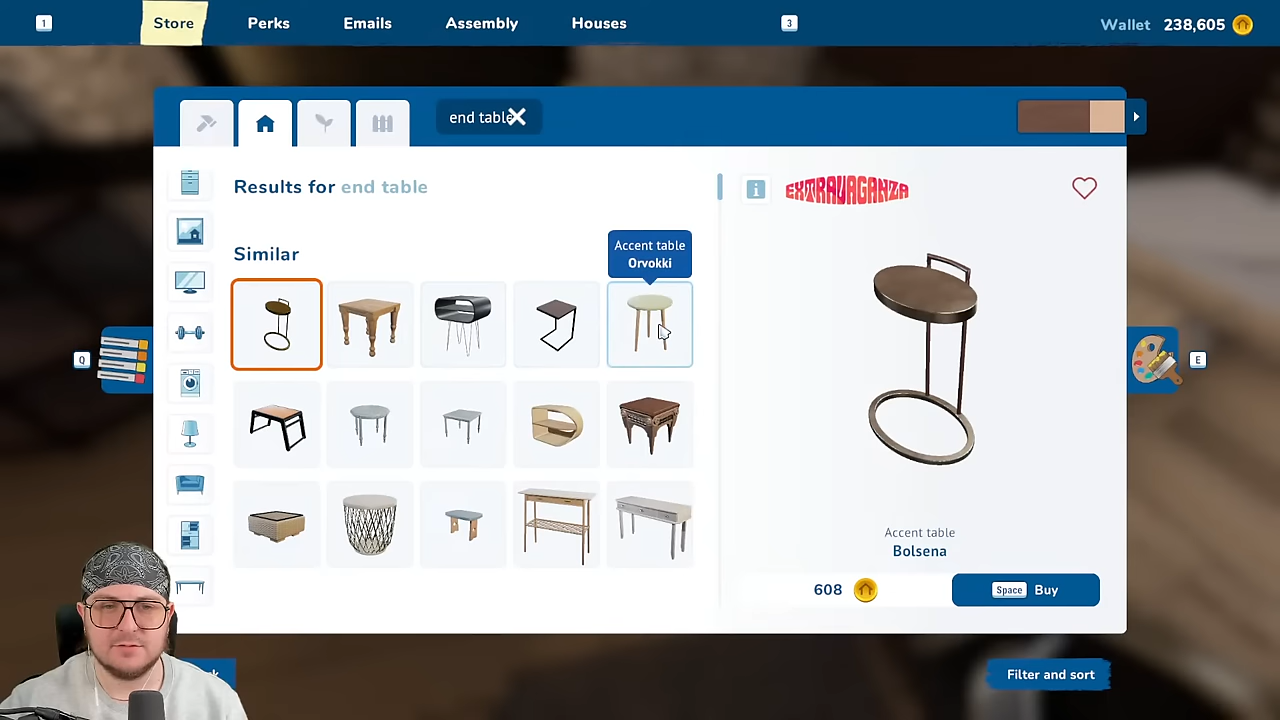 1
Store
Perks
Emails
Assembly
Houses
3
Wallet 238,605
end table
Results for end table
i
EXTRAVAGANZA
Similar
Accent table
Orvokki
Q
E
Accent table
Bolsena
608
Space Buy
Filter and sort